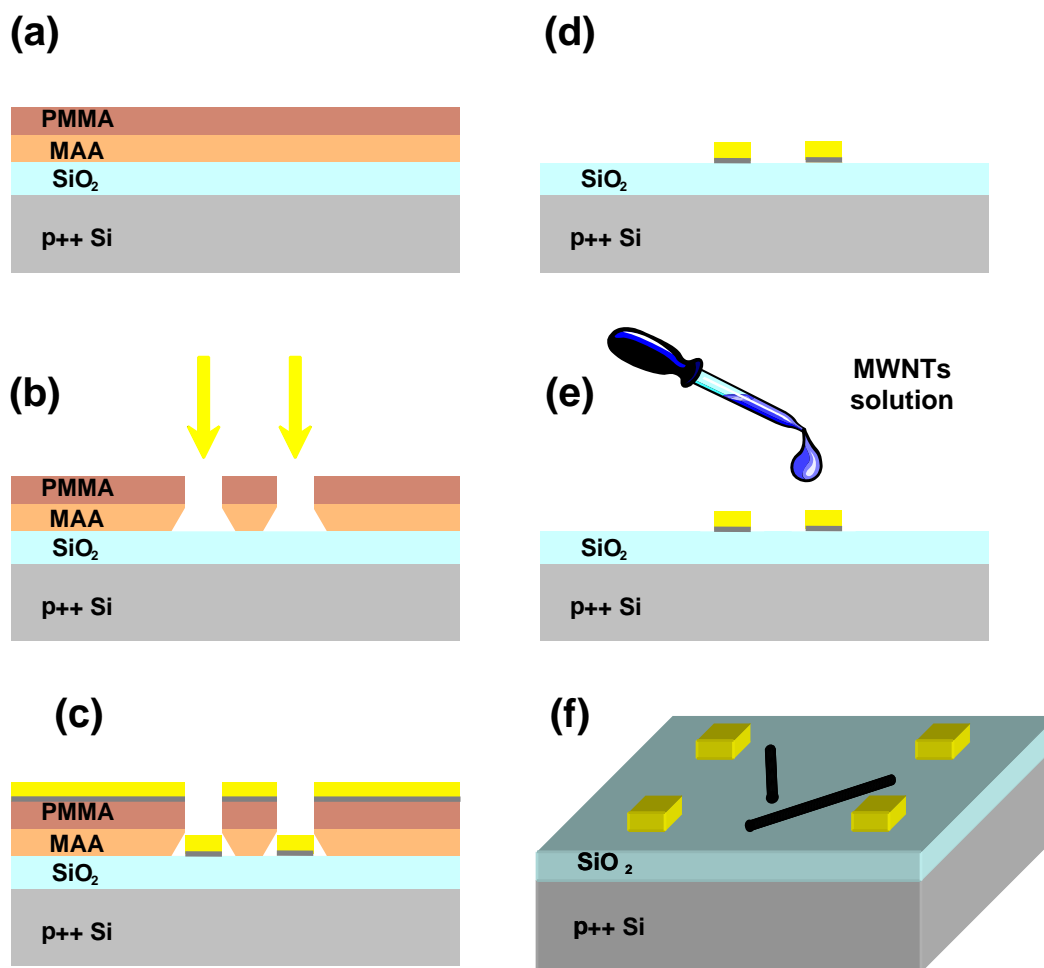 (a)
PMMA
MAA
SiO₂
p++ Si
(b)
PMMA
MAA
SiO₂
p++ Si
(c)
PMMA
MAA
SiO₂
p++ Si
(d)
SiO₂
p++ Si
(e)
MWNTs
solution
SiO₂
p++ Si
(f)
SiO ₂
p++ Si